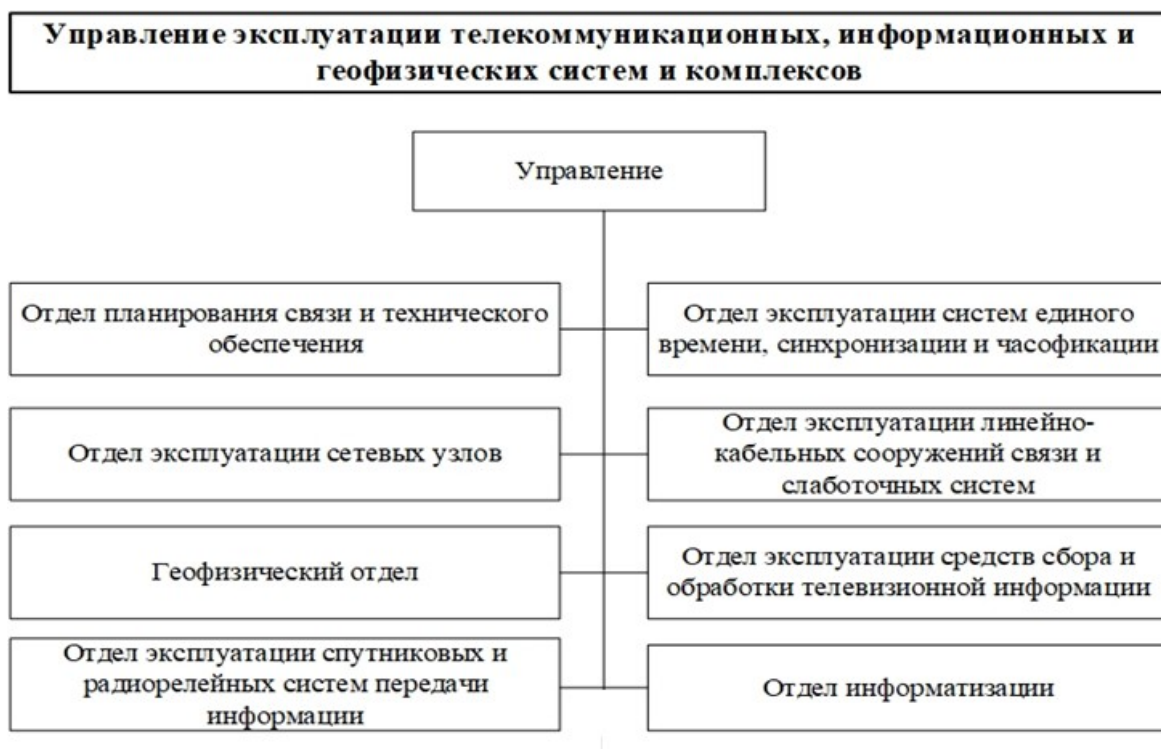 Управление эксплуатации телекоммуникационных, информационных и
геофизических систем и комплексов
Управление
Отдел планирования связи и технического
обеспечения
Отдел эксплуатации систем единого
времени, синхронизации и часофикации
Отдел эксплуатации сетевых узлов
Отдел эксплуатации линейно-
кабельных сооружений связи и
слаботочных систем
Геофизический отдел
Отдел эксплуатации средств сбора и
обработки телевизионной информации
Отдел эксплуатации спутниковых и
радиорелейных систем передачи
информации
Отдел информатизации